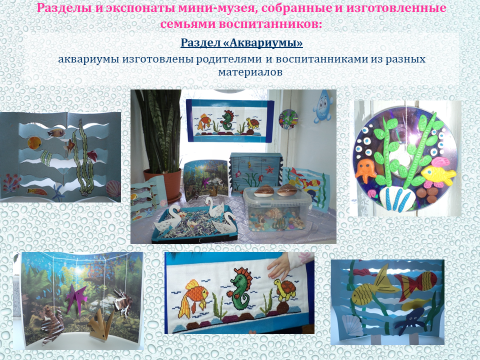 Разделы и экспонаты мини-музея, собранные и изготовленные
семьями воспитанников:
Раздел «Аквариумы»
аквариумы изготовлены родителями и воспитанниками из разных
материалов